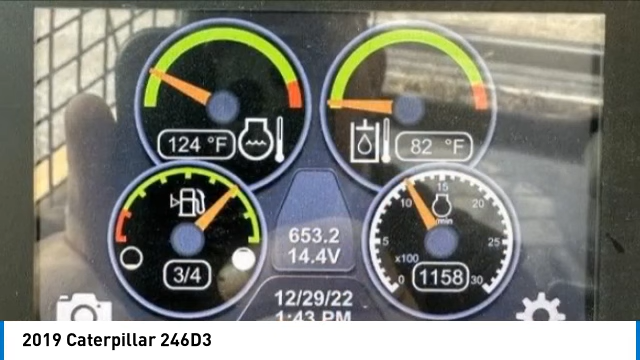 124 °F
82 °F
3/4
653.2
14.4V
5
10
15
20
25
30
0
min
x100
1158
12/29/22
1:43 PM
2019 Caterpillar 246D3